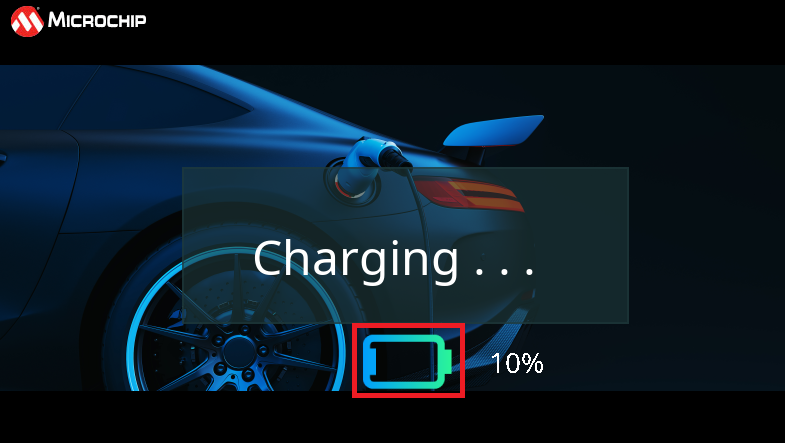 MICROCHIP
Charging . . .
10%